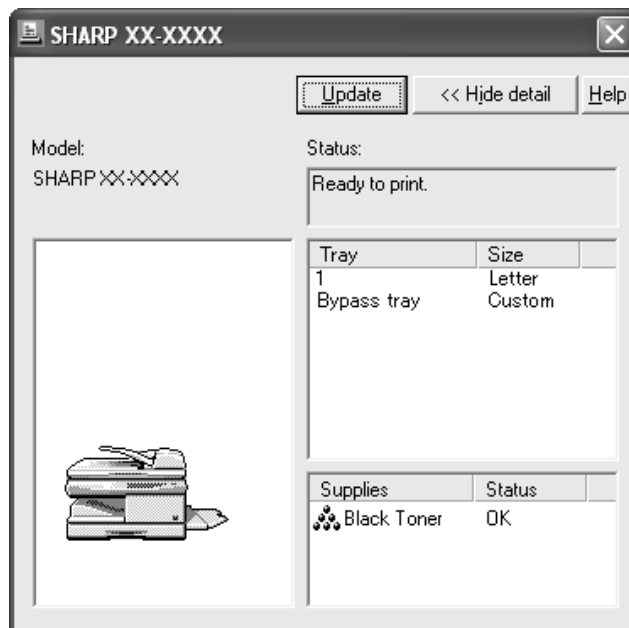 SHARP XX-XXXX
Update << Hide detail Help
Model:
SHARP XX-XXXX
Status:
Ready to print.
Tray Size
1 Letter
Bypass tray Custom
Supplies Status
Black Toner OK